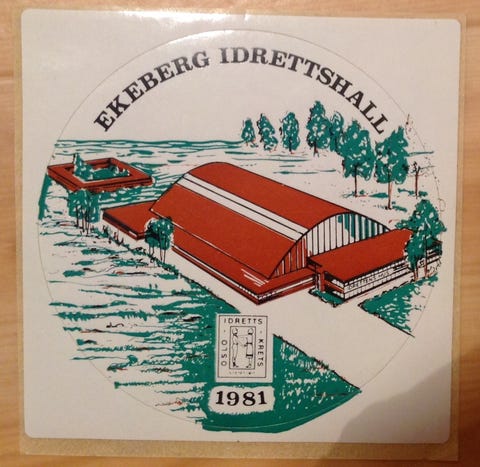 EKEBERG IDRETTSHALL
IDRETTS
OSLO
KRETS
1981